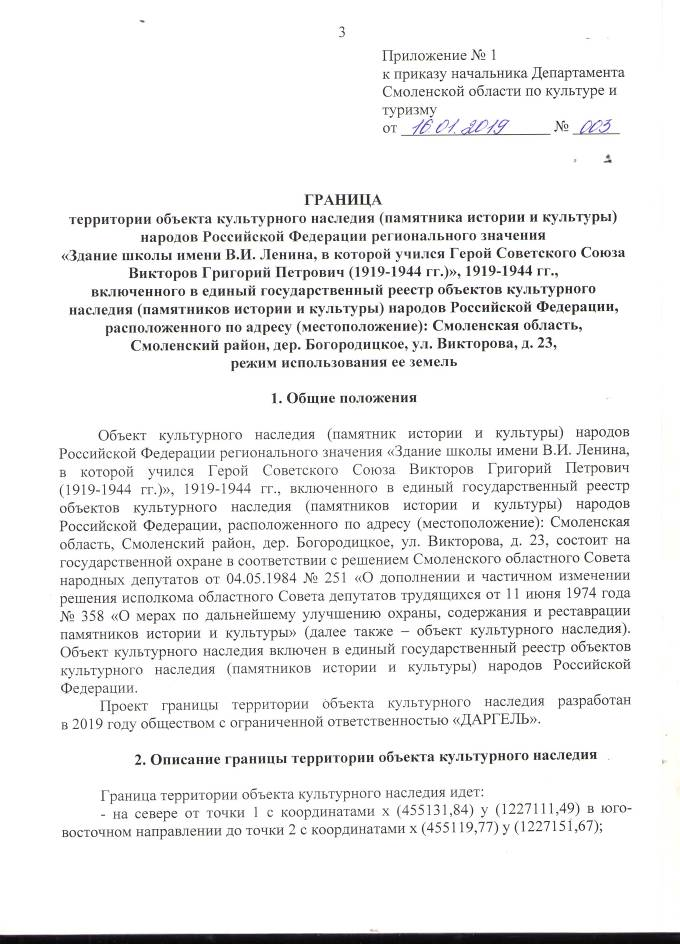 3
Приложение № 1
к приказу начальника Департамента
Смоленской области по культуре и
туризму
от 16.01.2019 № 003
ГРАНИЦА
территории объекта культурного наследия (памятника истории и культуры)
народов Российской Федерации регионального значения
«Здание школы имени В.И. Ленина, в которой учился Герой Советского Союза
Викторов Григорий Петрович (1919-1944 гг.)», 1919-1944 гг.,
включенного в единый государственный реестр объектов культурного
наследия (памятников истории и культуры) народов Российской Федерации,
расположенного по адресу (местоположение): Смоленская область,
Смоленский район, дер. Богородицкое, ул. Викторова, д. 23,
режим использования ее земель
1. Общие положения
Объект культурного наследия (памятник истории и культуры) народов
Российской Федерации регионального значения «Здание школы имени В.И. Ленина,
в которой учился Герой Советского Союза Викторов Григорий Петрович
(1919-1944 гг.)», 1919-1944 гг., включенного в единый государственный реестр
объектов культурного наследия (памятников истории и культуры) народов
Российской Федерации, расположенного по адресу (местоположение): Смоленская
область, Смоленский район, дер. Богородицкое, ул. Викторова, д. 23, состоит на
государственной охране в соответствии с решением Смоленского областного Совета
народных депутатов от 04.05.1984 № 251 «О дополнении и частичном измечении
решения исполкома областного Совета депутатов трудящихся от 11 июня 1974 года
№ 358 «О мерах по дальнейшему улучшению охраны, содержания и реставрации
памятников истории и культуры» (далее также – объект культурного наследия).
Объект культурного наследия включен в единый государственный реестр объектов
культурного наследия (памятников истории и культуры) народов Российской
Федерации.
Проект границы территории объекта культурного наследия разработан
в 2019 году обществом с ограниченной ответственностью «ДАРГЕЛЬ».
2. Описание границы территории объекта культурного наследия
Граница территории объекта культурного наследия идет:
- на севере от точки 1 с координатами х (455131,84) у (1227111,49) в юго-
восточном направлении до точки 2 с координатами х (455119,77) у (1227151,67);